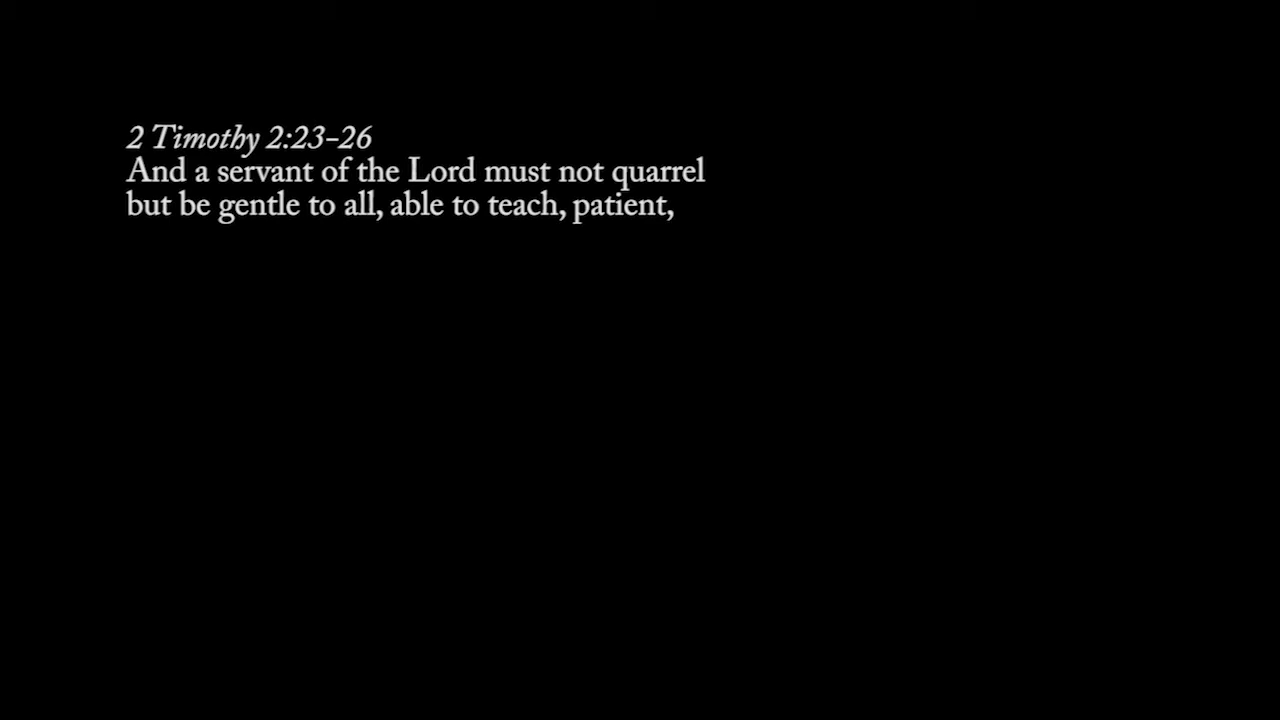 2 Timothy 2:23-26
And a servant of the Lord must not quarrel
but be gentle to all, able to teach, patient,